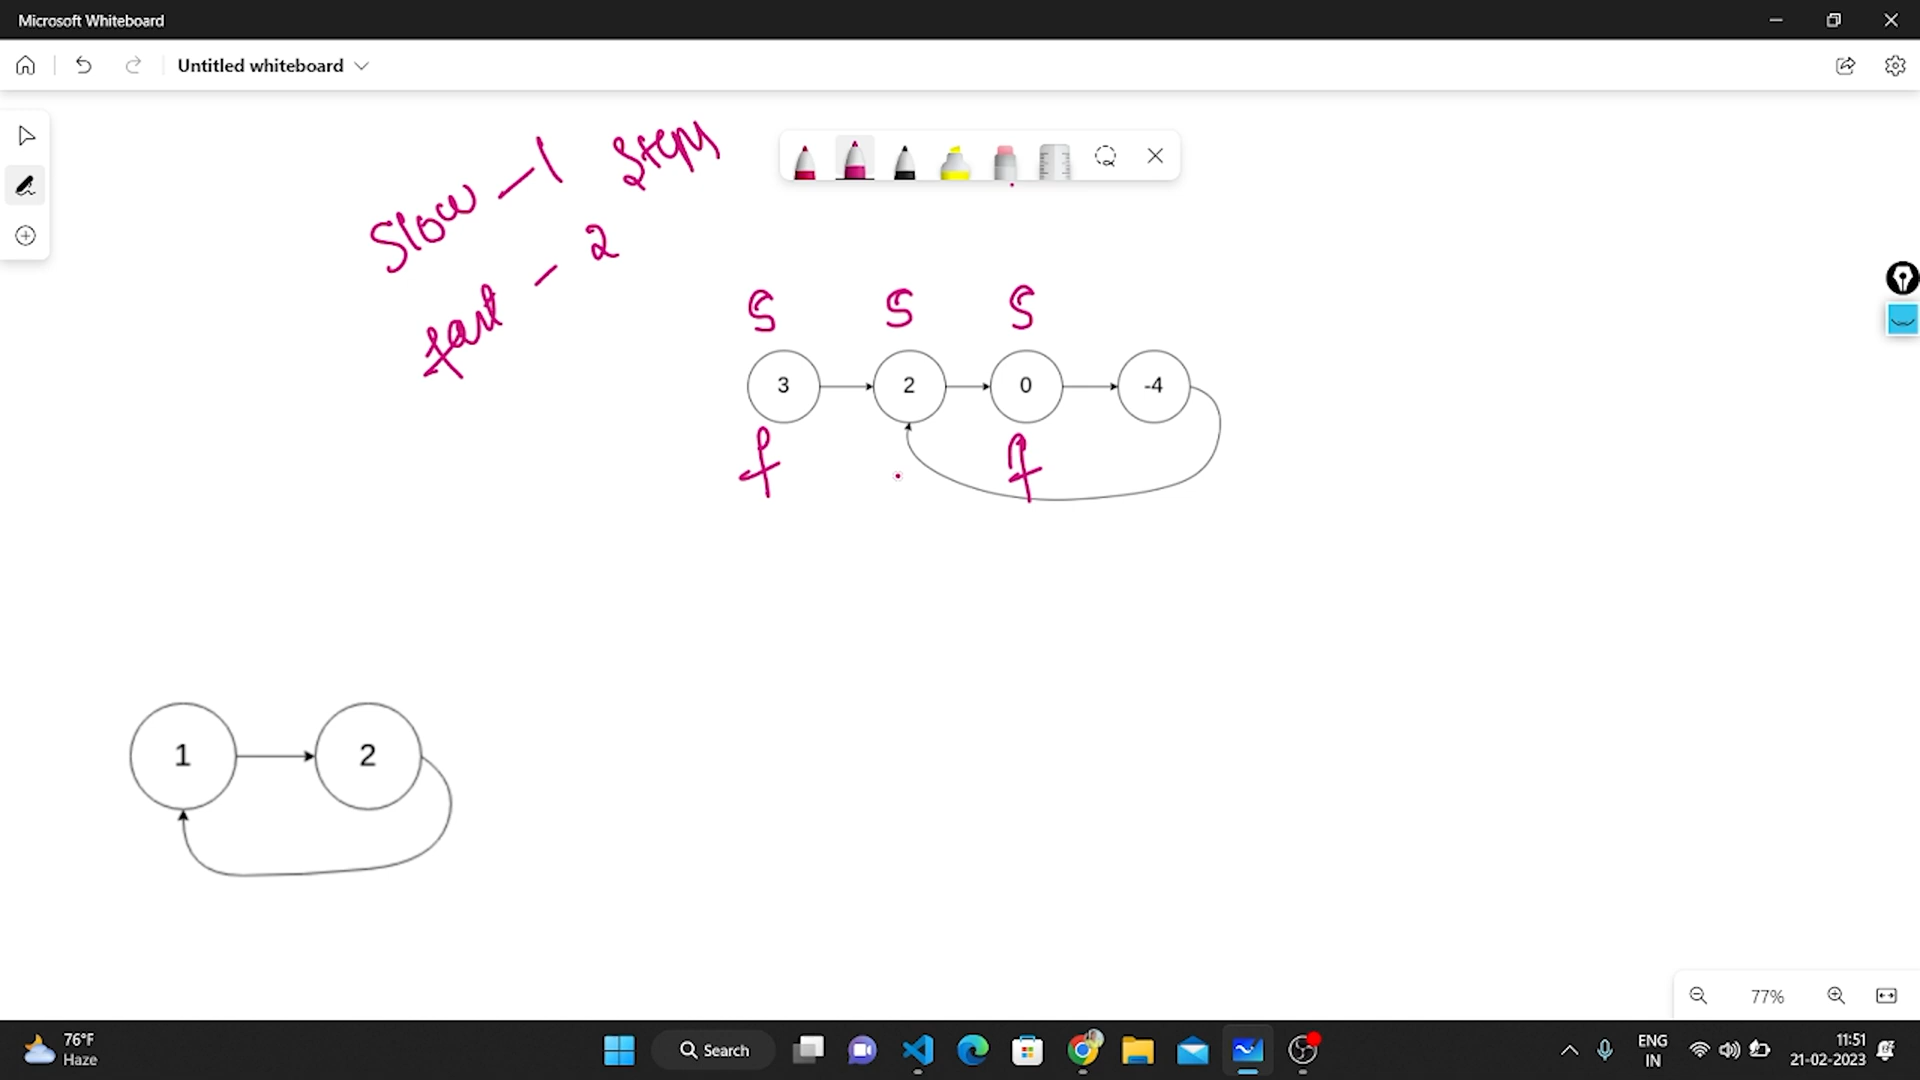 Microsoft Whiteboard
Untitled whiteboard
Slow - 1 Steps
fast - 2
S S S
3 2 0 -4
f f
1 2
77%
76°F
Haze
Search
ENG
IN
11:51
21-02-2023